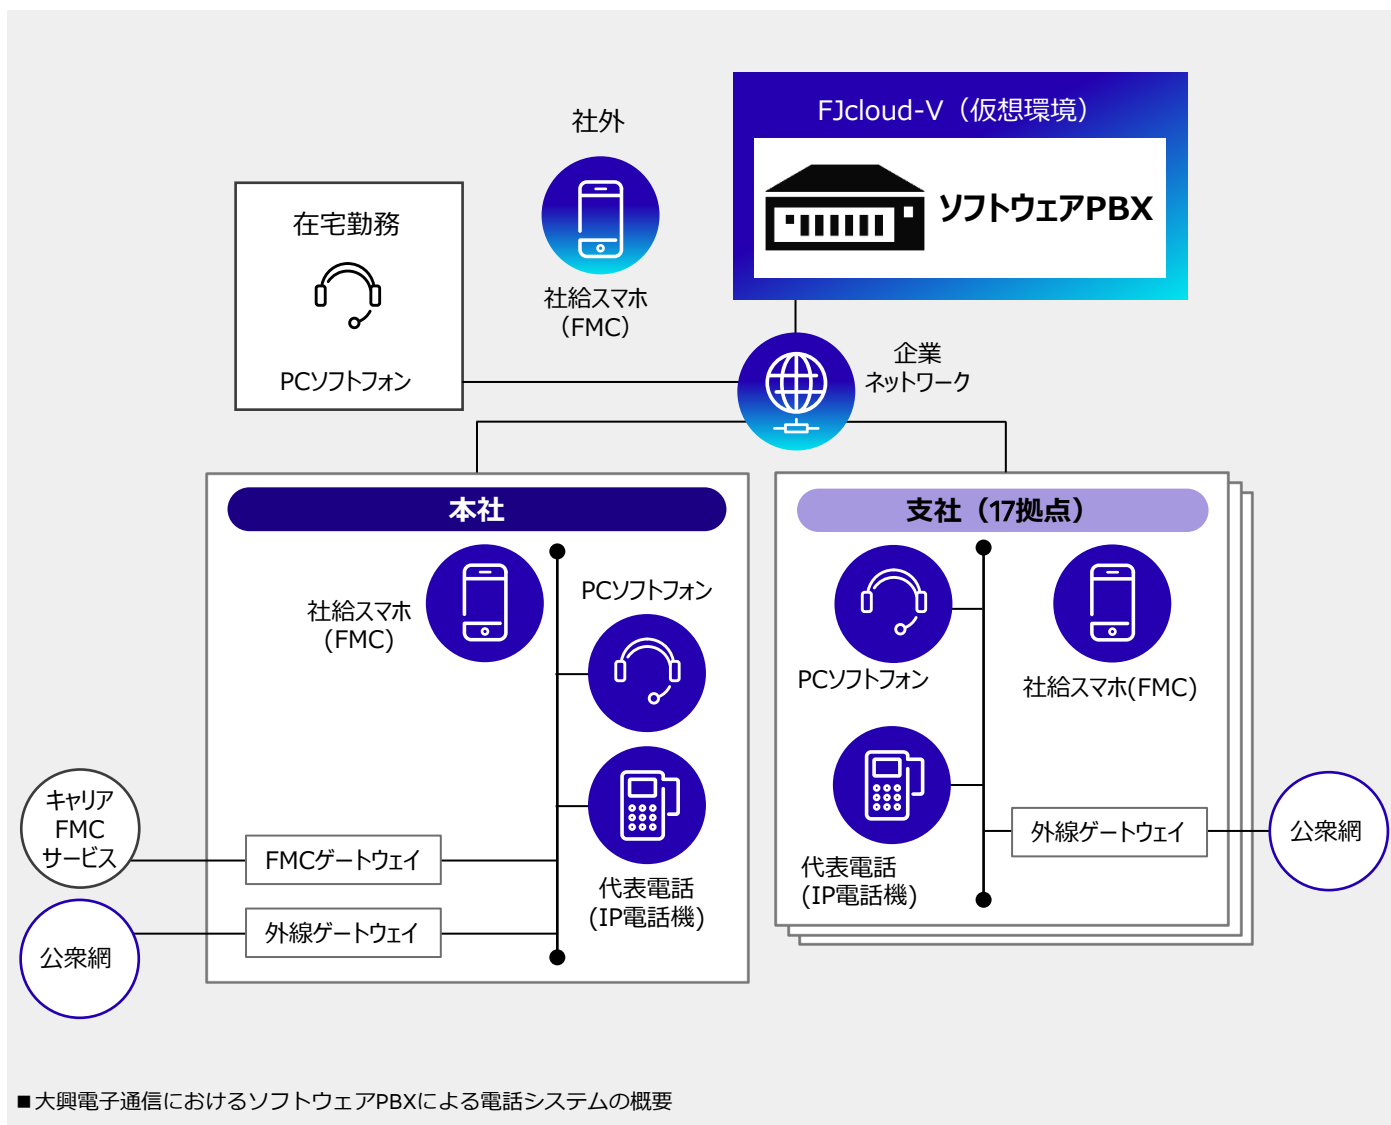 社外
FJcloud-V（仮想環境）
ソフトウェアPBX
在宅勤務
PCソフトフォン
社給スマホ
（FMC）
企業
ネットワーク
本社
社給スマホ
(FMC)
PCソフトフォン
代表電話
(IP電話機)
キャリア
FMC
サービス
FMCゲートウェイ
公衆網
外線ゲートウェイ
支社（17拠点）
PCソフトフォン
社給スマホ(FMC)
代表電話
(IP電話機)
外線ゲートウェイ
公衆網
■大興電子通信におけるソフトウェアPBXによる電話システムの概要